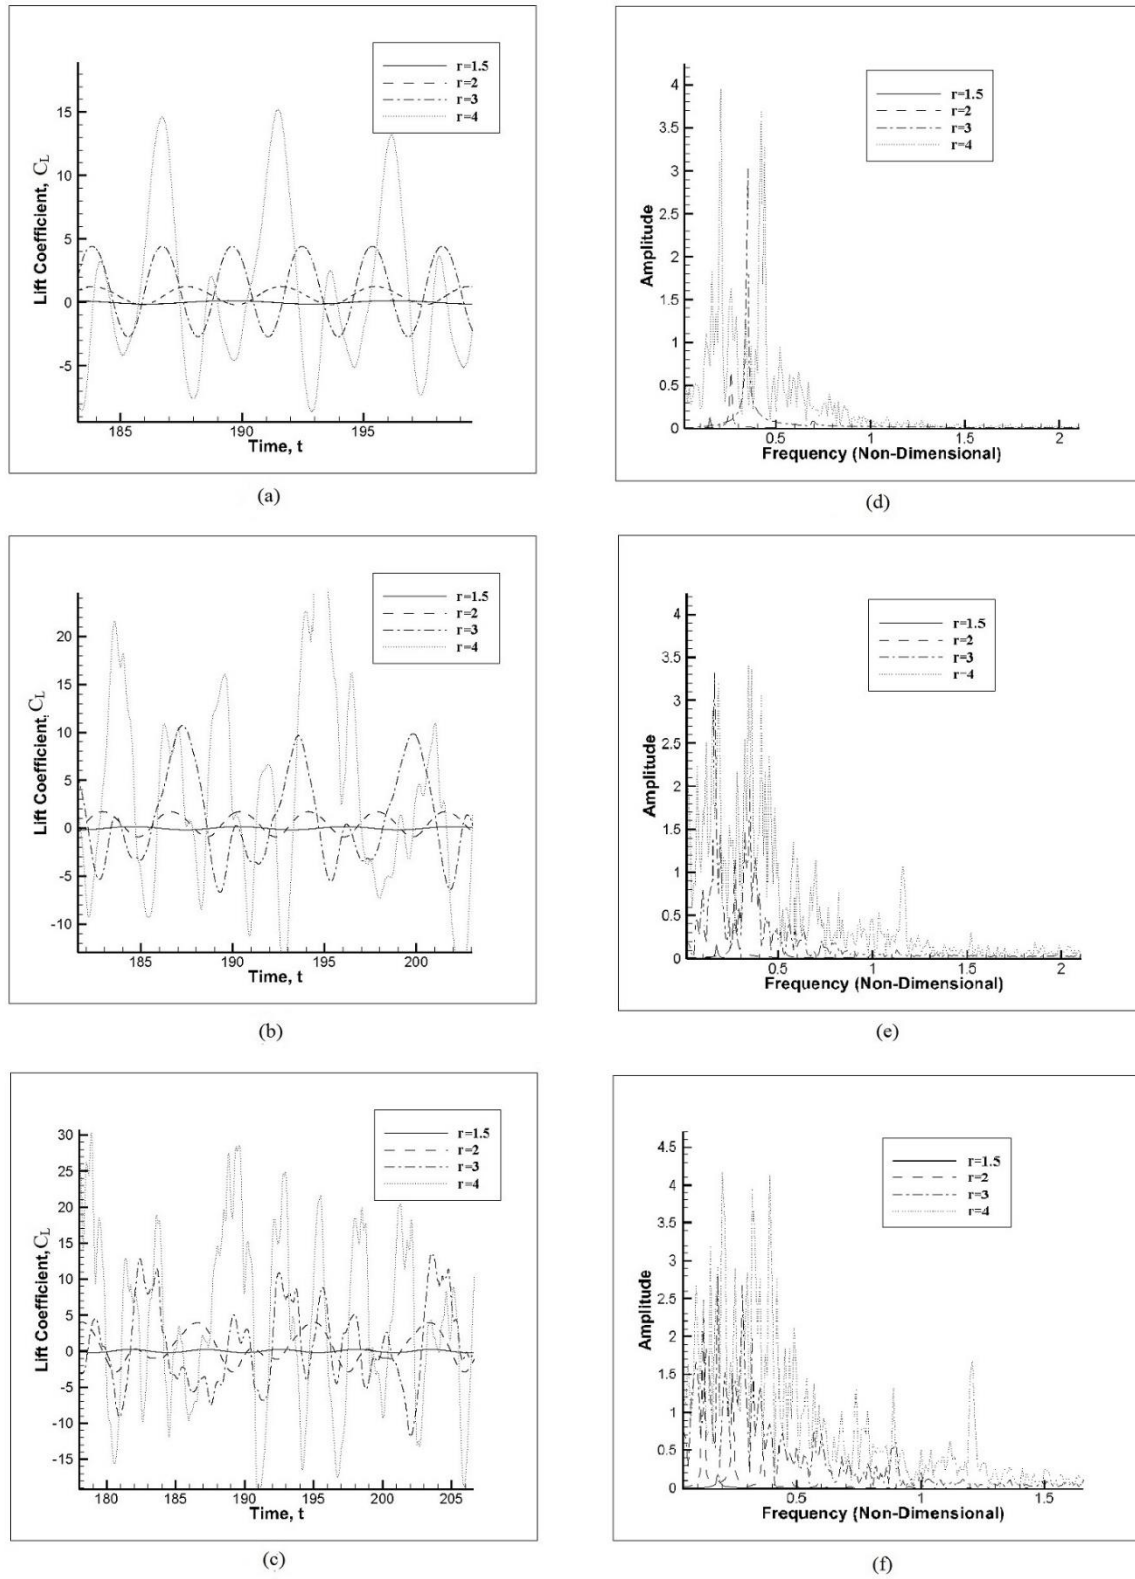 r=1.5
r=2
r=3
r=4
15
10
5
0
-5
Lift Coefficient, CL
185 190 195
Time, t
(a)
r=1.5
r=2
r=3
r=4
4
3.5
3
2.5
2
1.5
1
0.5
0
Amplitude
0.5 1 1.5 2
Frequency (Non-Dimensional)
(d)
r=1.5
r=2
r=3
r=4
20
15
10
5
0
-5
-10
Lift Coefficient, CL
185 190 195 200
Time, t
(b)
r=1.5
r=2
r=3
r=4
4
3.5
3
2.5
2
1.5
1
0.5
0
Amplitude
0.5 1 1.5 2
Frequency (Non-Dimensional)
(e)
r=1.5
r=2
r=3
r=4
30
25
20
15
10
5
0
-5
-10
-15
Lift Coefficient, CL
180 185 190 195 200 205
Time, t
(c)
r=1.5
r=2
r=3
r=4
4.5
4
3.5
3
2.5
2
1.5
1
0.5
0
Amplitude
0.5 1 1.5
Frequency (Non-Dimensional)
(f)